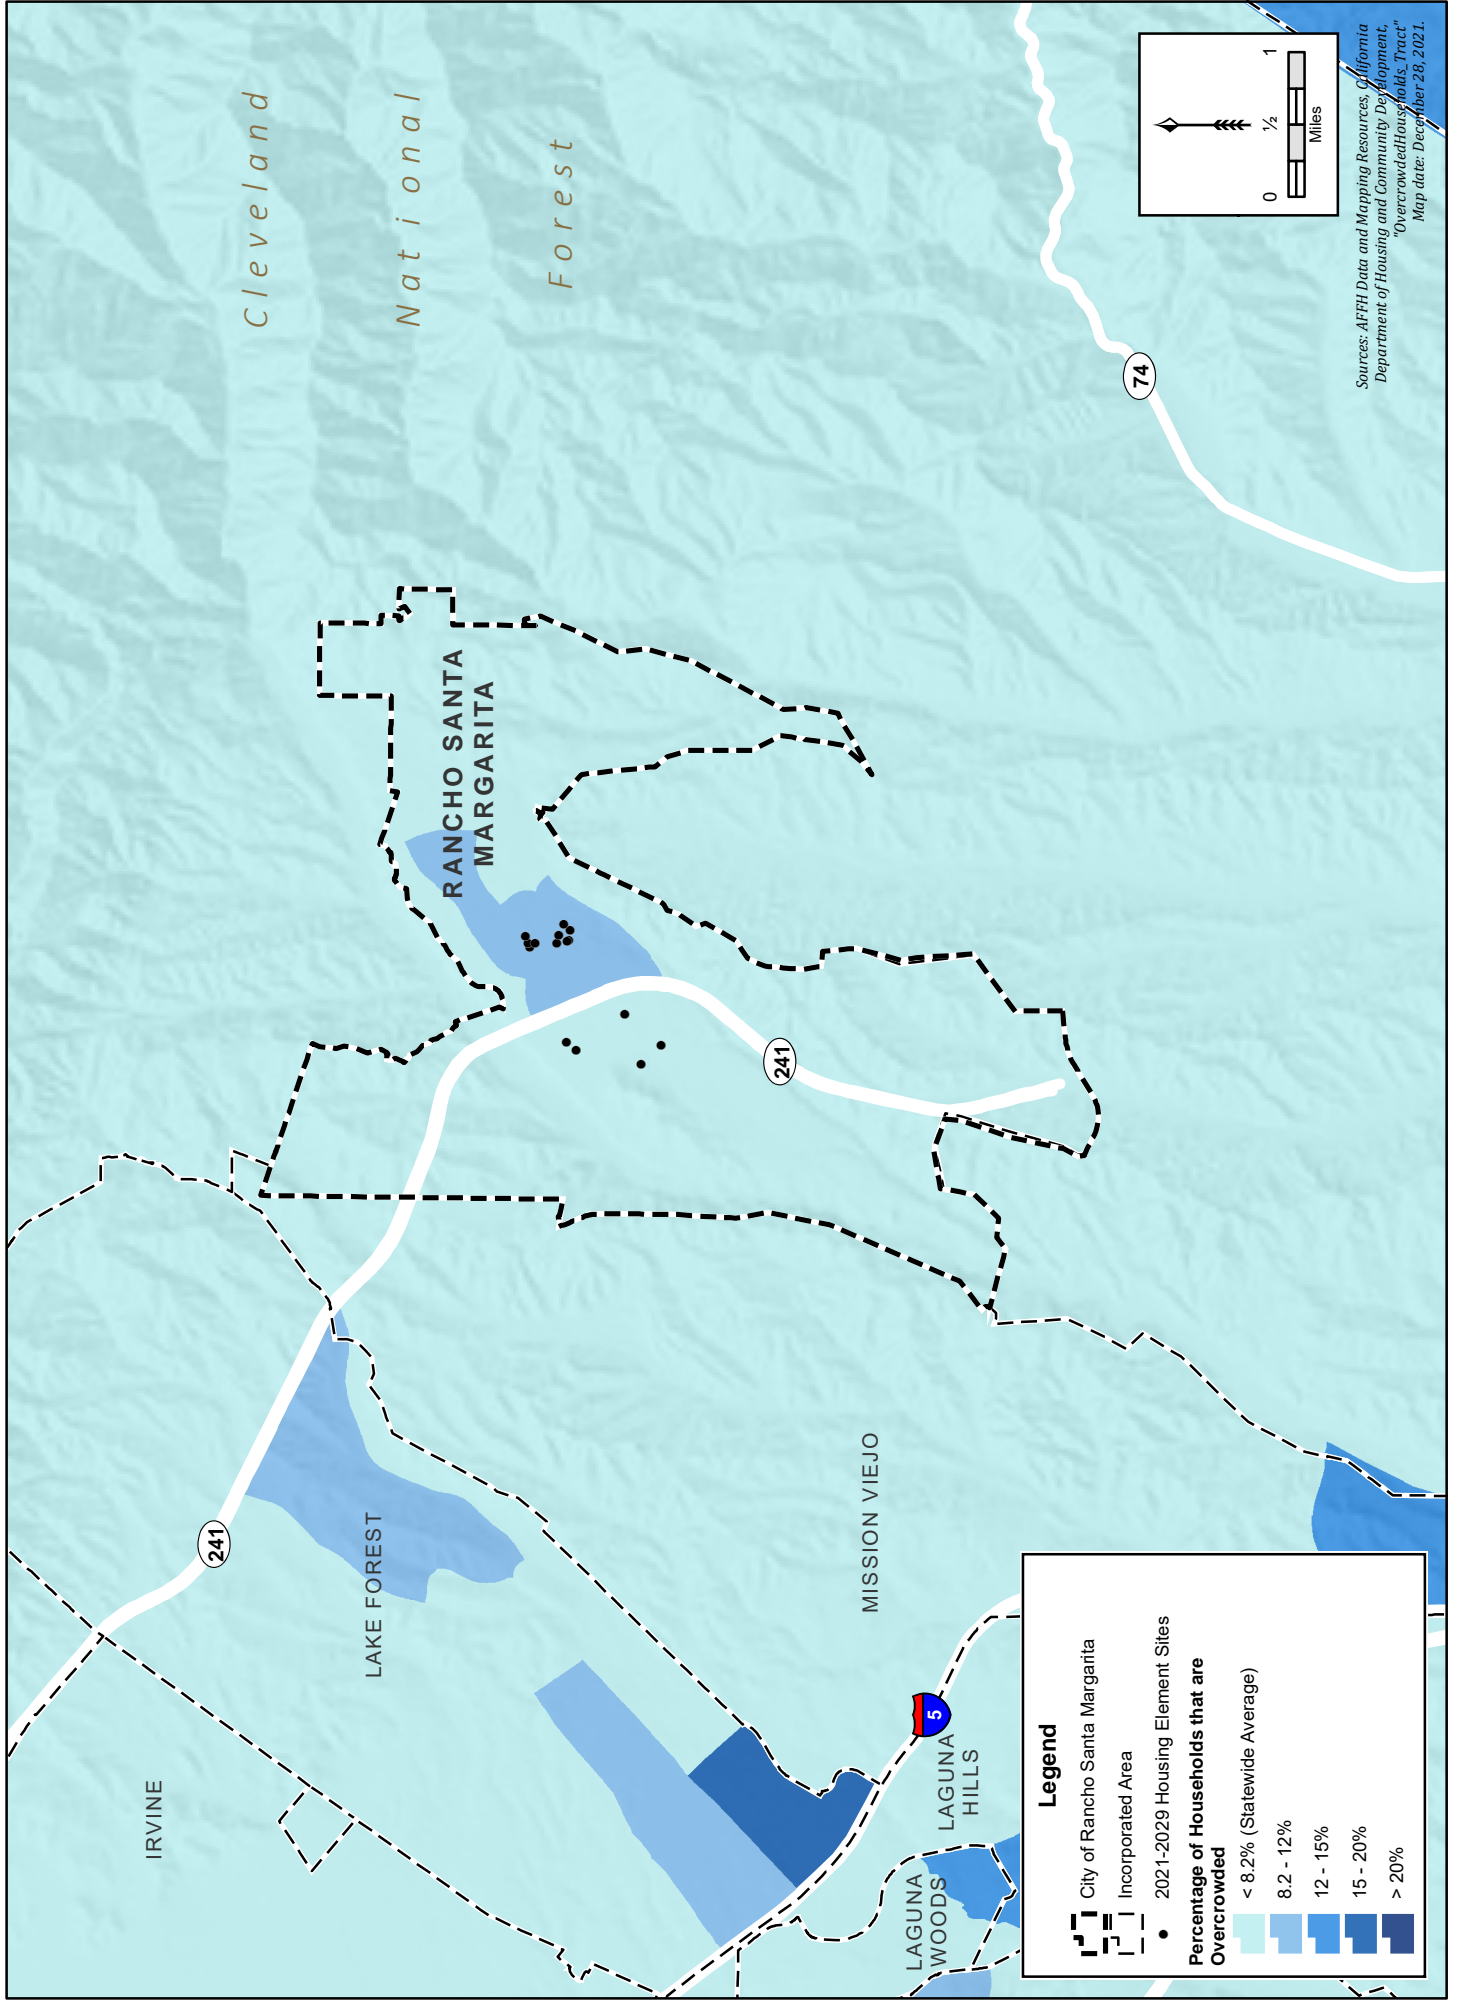 Cleveland
National
Forest
RANCHO SANTA
MARGARITA
241
241
74
5
IRVINE
LAKE FOREST
MISSION VIEJO
LAGUNA
HILLS
LAGUNA
WOODS
Legend
City of Rancho Santa Margarita
Incorporated Area
2021-2029 Housing Element Sites
Percentage of Households that are
Overcrowded
< 8.2% (Statewide Average)
8.2 - 12%
12 - 15%
15 - 20%
> 20%
0 ½ 1
Miles
Sources: AFFH Data and Mapping Resources, California
Department of Housing and Community Development,
"OvercrowdedHouseholds_Tract"
Map date: December 28, 2021.